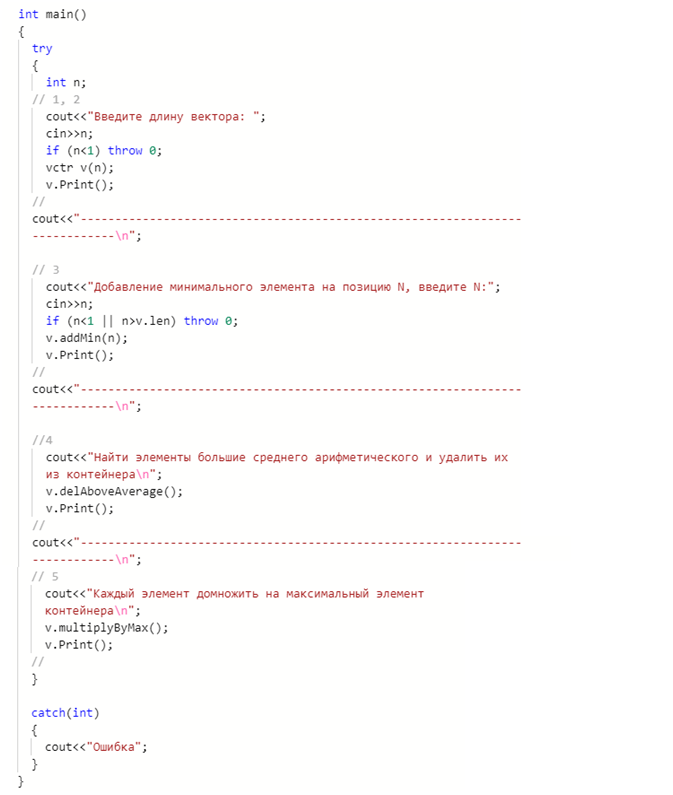 int main()
{
try
{
int n;
// 1, 2
cout<<"Введите длину вектора: ";
cin>>n;
if (n<1) throw 0;
vctr v(n);
v.Print();
//
cout<<"-----------------------------------------------------------------
------------\n";
// 3
cout<<"Добавление минимального элемента на позицию N, введите N:";
cin>>n;
if (n<1 || n>v.len) throw 0;
v.addMin(n);
v.Print();
//
cout<<"-----------------------------------------------------------------
------------\n";
//4
cout<<"Найти элементы большие среднего арифметического и удалить их
из контейнера\n";
v.delAboveAverage();
v.Print();
//
cout<<"-----------------------------------------------------------------
------------\n";
// 5
cout<<"Каждый элемент домножить на максимальный элемент
контейнера\n";
v.multiplyByMax();
v.Print();
//
}
catch(int)
{
cout<<"Ошибка";
}
}